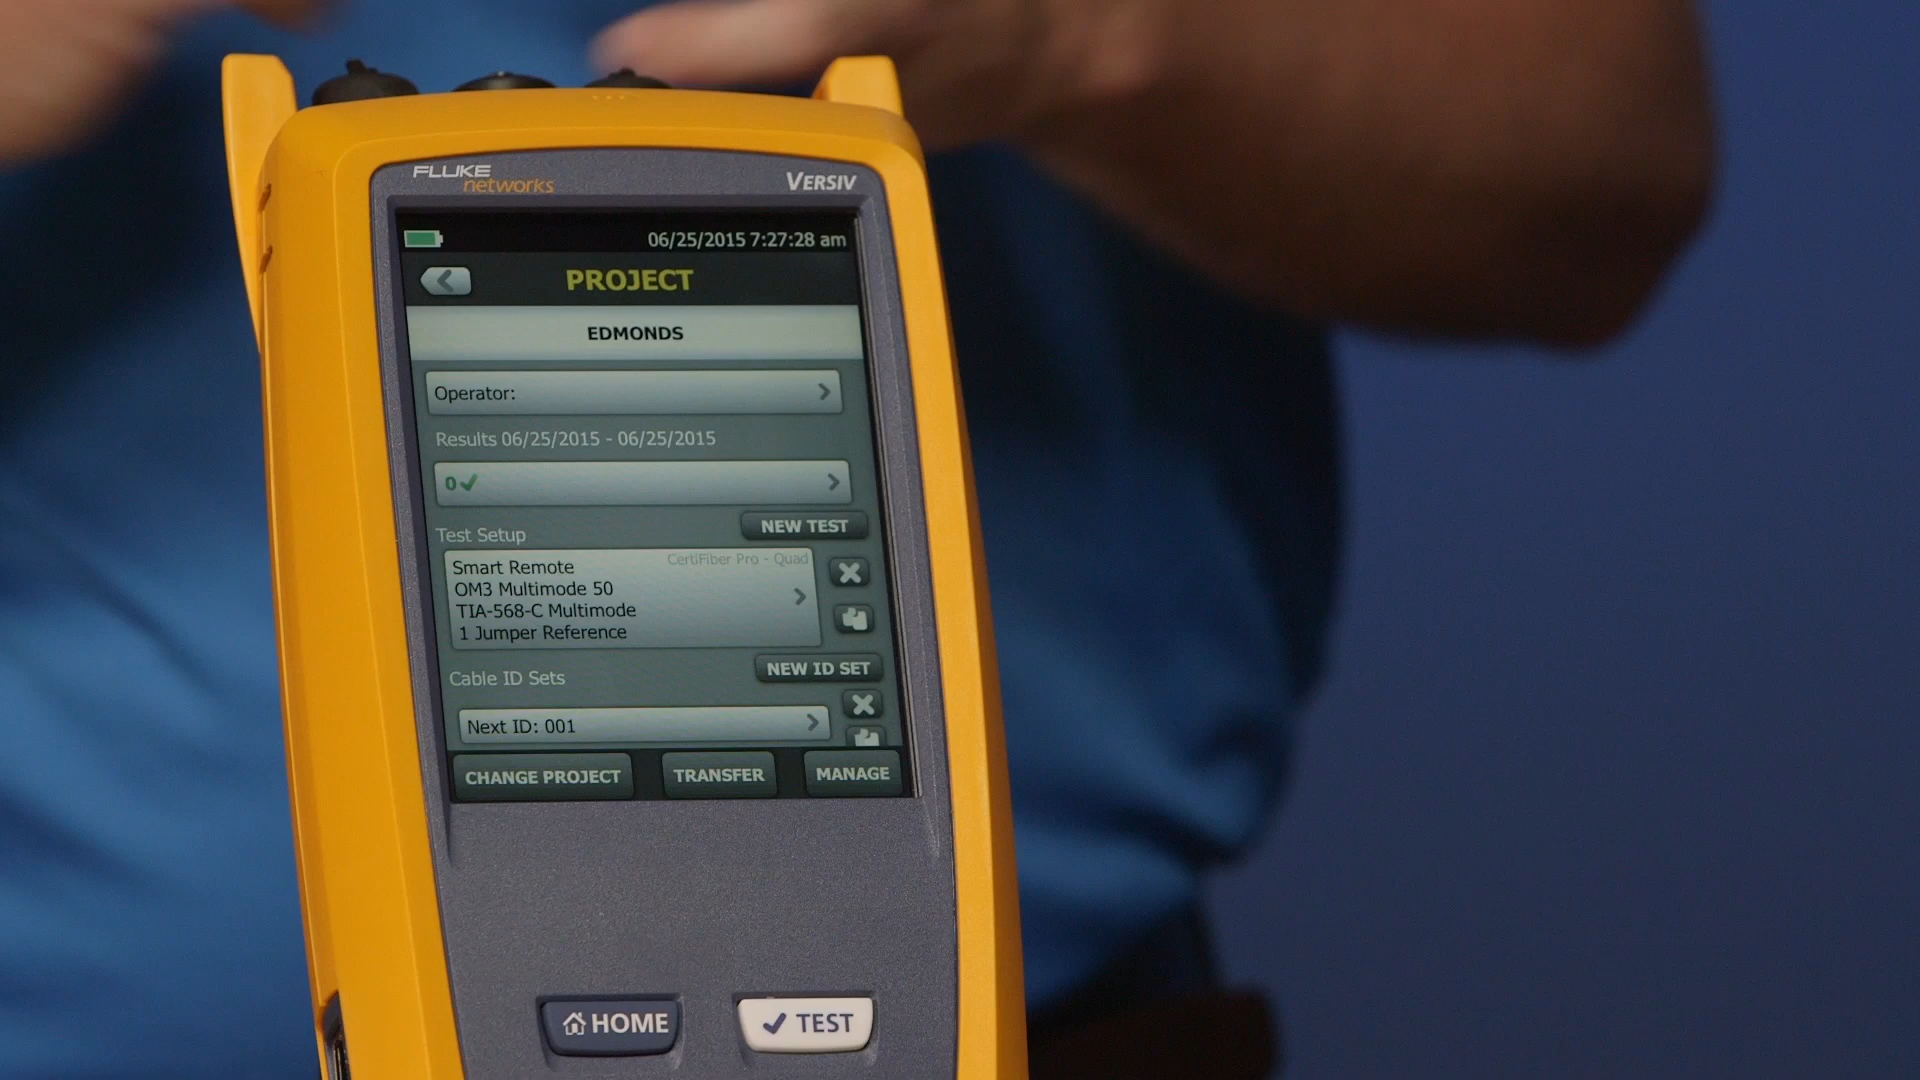 FLUKE
networks
VERSIV
06/25/2015 7:27:28 am
PROJECT
EDMONDS
Operator:
Results 06/25/2015 - 06/25/2015
0
NEW TEST
Test Setup
CertiFiber Pro - Quad
Smart Remote
OM3 Multimode 50
TIA-568-C Multimode
1 Jumper Reference
NEW ID SET
Cable ID Sets
Next ID: 001
CHANGE PROJECT
TRANSFER
MANAGE
HOME
TEST